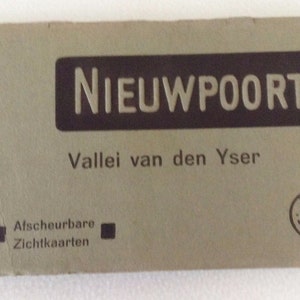 NIEUWPOORT
Vallei van den Yser
Afscheurbare
Zichtkaarten